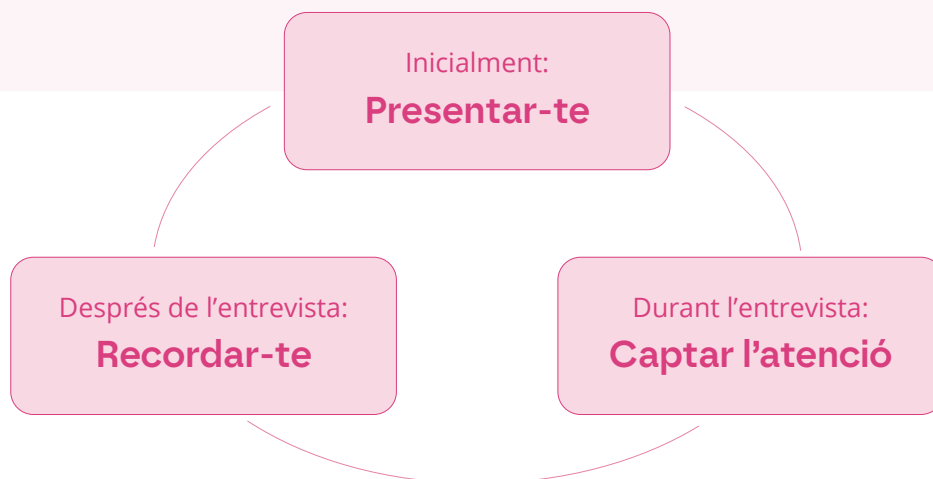 Inicialment:
Presentar-te
Després de l’entrevista:
Recordar-te
Durant l’entrevista:
Captar l’atenció